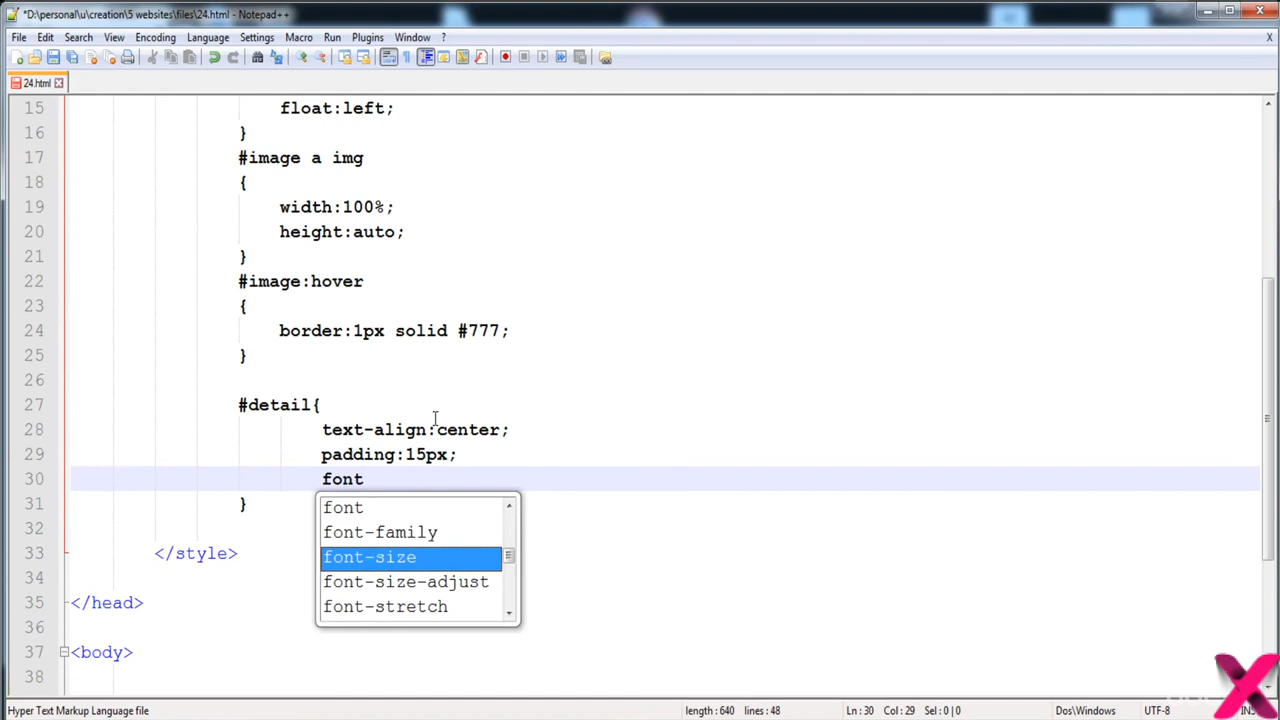 *D:\personal\u\creation\5 websites\files\24.html - Notepad++
File Edit Search View Encoding Language Settings Macro Run Plugins Window ? X
24.html
15 float:left;
16 }
17 #image a img
18 {
19 width:100%;
20 height:auto;
21 }
22 #image:hover
23 {
24 border:1px solid #777;
25 }
26
27 #detail{
28 text-align:center;
29 padding:15px;
30 font
31 }
font
font-family
font-size
font-size-adjust
font-stretch
32
33 </style>
34
35 </head>
36
37 <body>
38
Hyper Text Markup Language file length : 640 lines : 48 Ln : 30 Col : 29 Sel : 0 | 0 Dos\Windows UTF-8